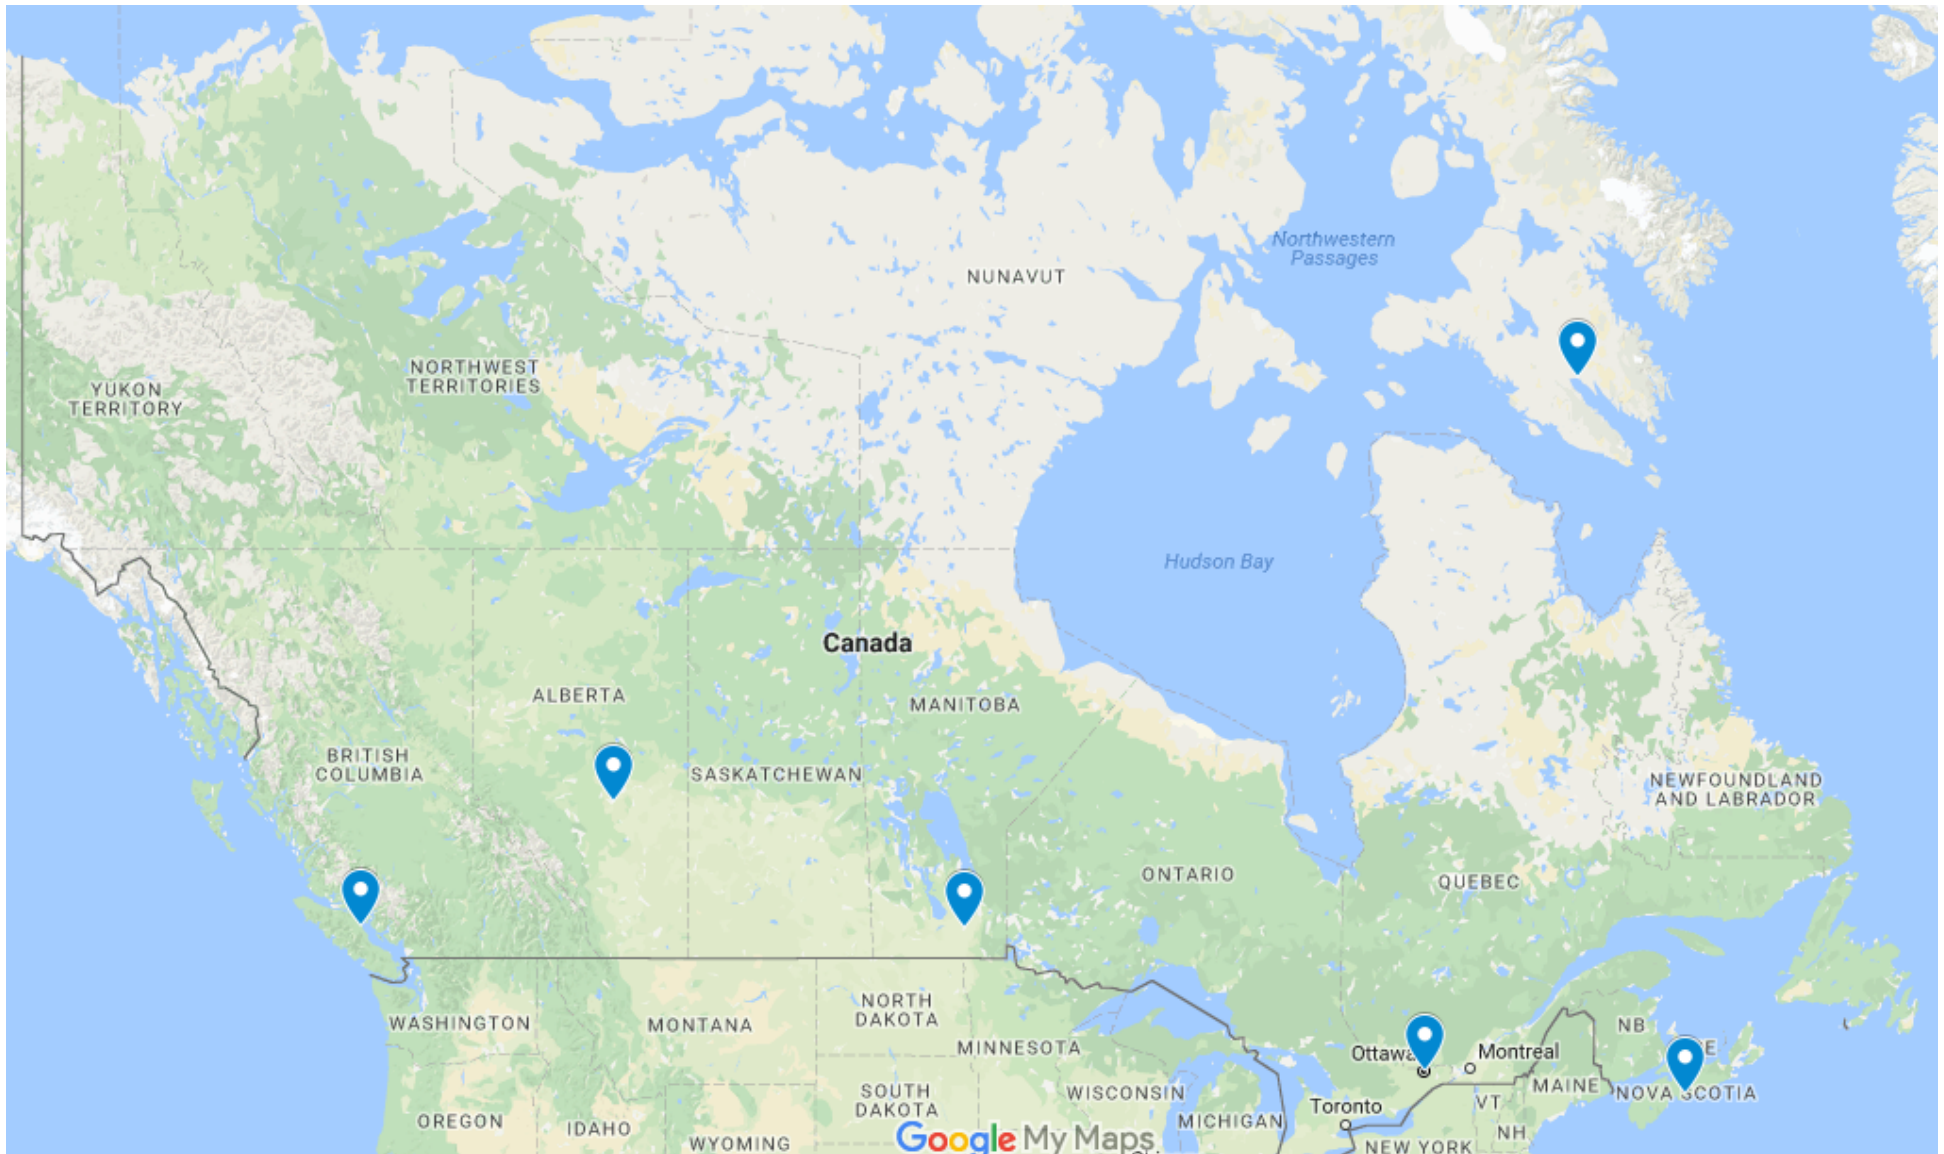 Northwestern
Passages
NUNAVUT
NORTHWEST
TERRITORIES
YUKON
TERRITORY
Hudson Bay
Canada
ALBERTA
MANITOBA
BRITISH
COLUMBIA
SASKATCHEWAN
NEWFOUNDLAND
AND LABRADOR
ONTARIO
QUEBEC
NORTH
DAKOTA
WASHINGTON
MONTANA
NB
MINNESOTA
Ottawa
Montreal
E
MAINE
NOVA SCOTIA
SOUTH
DAKOTA
WISCONSIN
VT
Toronto
OREGON
IDAHO
MICHIGAN
NH
WYOMING
Google My Maps
NEW YORK